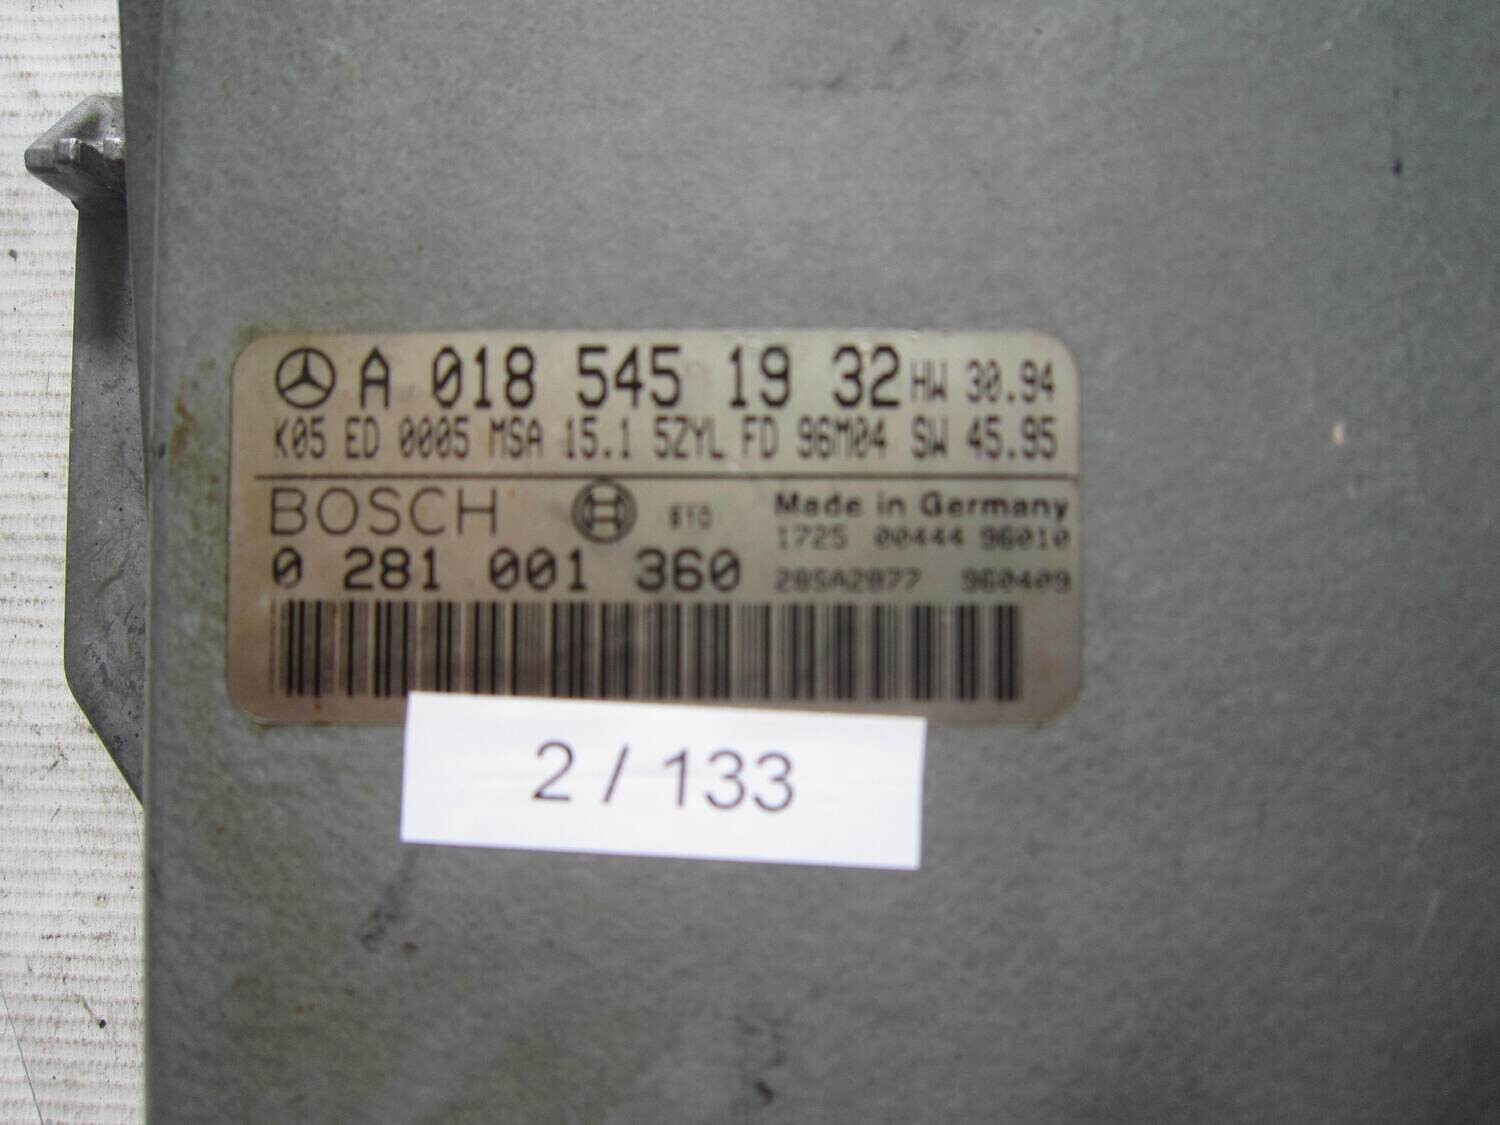 A 018 545 19 32 HW 30.94
K05 ED 0005 MSA 15.1 5ZYL FD 96M04 SW 45.95
BOSCH Made in Germany
1725 00444 96010
0 281 001 360 28SA2877 960409
2 / 133